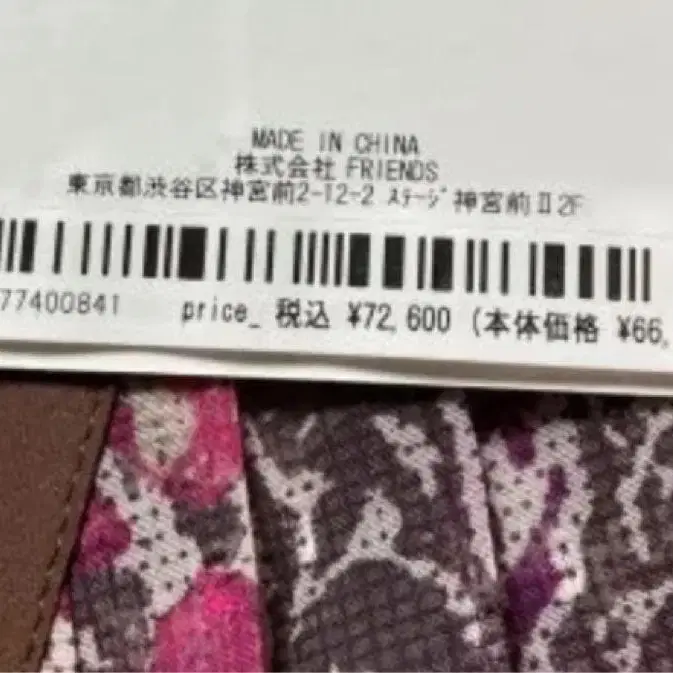 MADE IN CHINA
株式会社 FRIENDS
東京都渋谷区神宮前2-12-2 ｽﾃｰｼﾞ神宮前Ⅱ2F
77400841 price_ 税込 ¥72,600 (本体価格 ¥66,